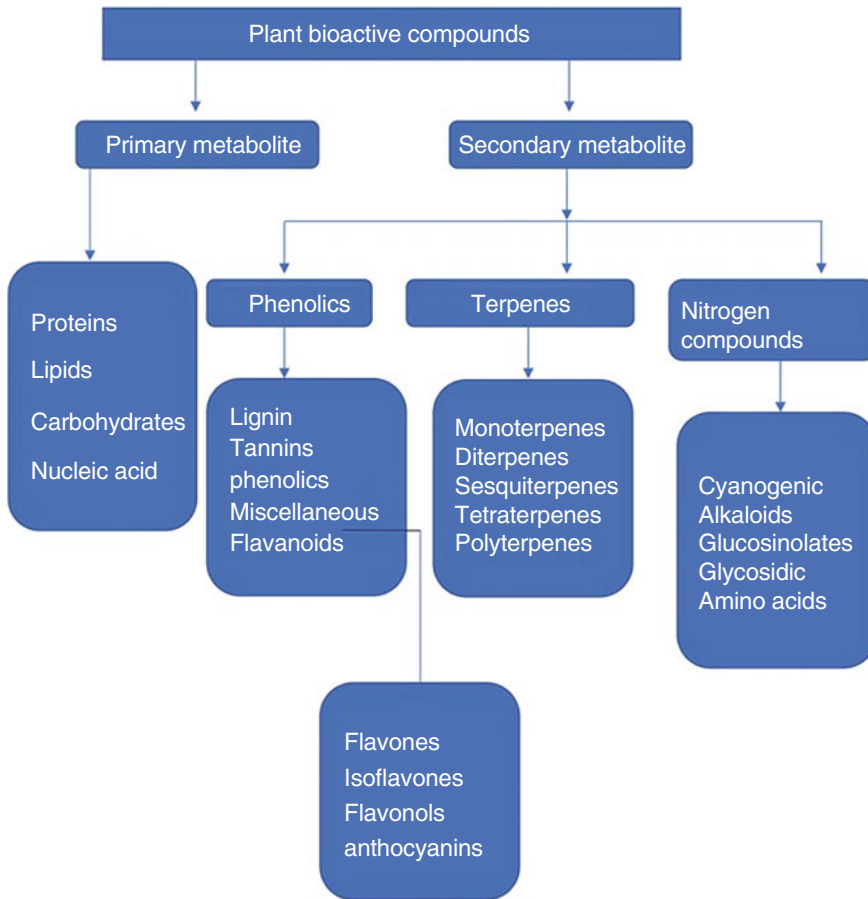 Plant bioactive compounds
Primary metabolite
Secondary metabolite
Proteins
Lipids
Carbohydrates
Nucleic acid
Phenolics
Terpenes
Nitrogen
compounds
Lignin
Tannins
phenolics
Miscellaneous
Flavanoids
Monoterpenes
Diterpenes
Sesquiterpenes
Tetraterpenes
Polyterpenes
Cyanogenic
Alkaloids
Glucosinolates
Glycosidic
Amino acids
Flavones
Isoflavones
Flavonols
anthocyanins